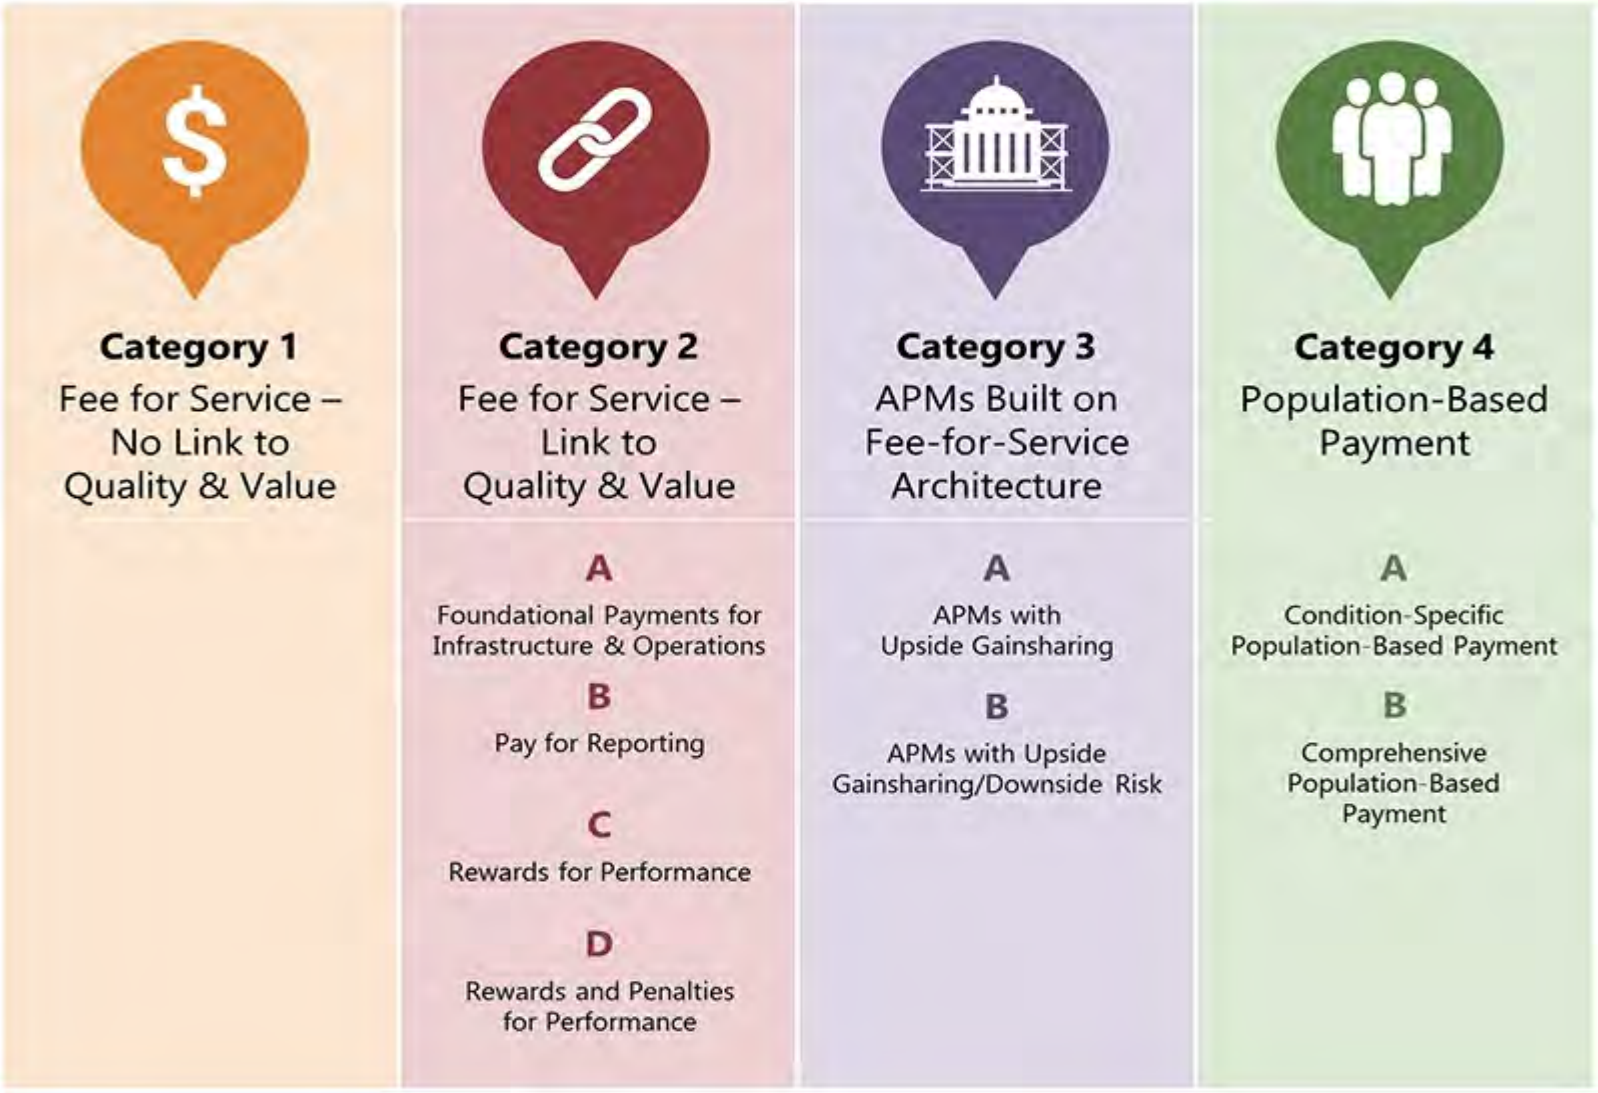 $
Category 1
Fee for Service –
No Link to
Quality & Value
Category 2
Fee for Service –
Link to
Quality & Value
A
Foundational Payments for
Infrastructure & Operations
B
Pay for Reporting
C
Rewards for Performance
D
Rewards and Penalties
for Performance
Category 3
APMs Built on
Fee-for-Service
Architecture
A
APMs with
Upside Gainsharing
B
APMs with Upside
Gainsharing/Downside Risk
Category 4
Population-Based
Payment
A
Condition-Specific
Population-Based Payment
B
Comprehensive
Population-Based
Payment